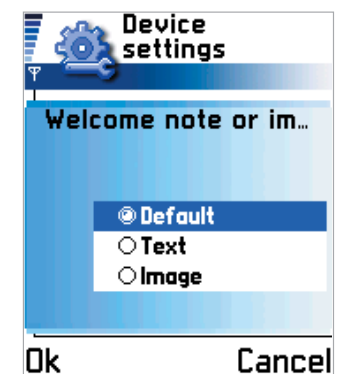 Device
settings
Welcome note or im…
Default
Text
Image
Ok Cancel